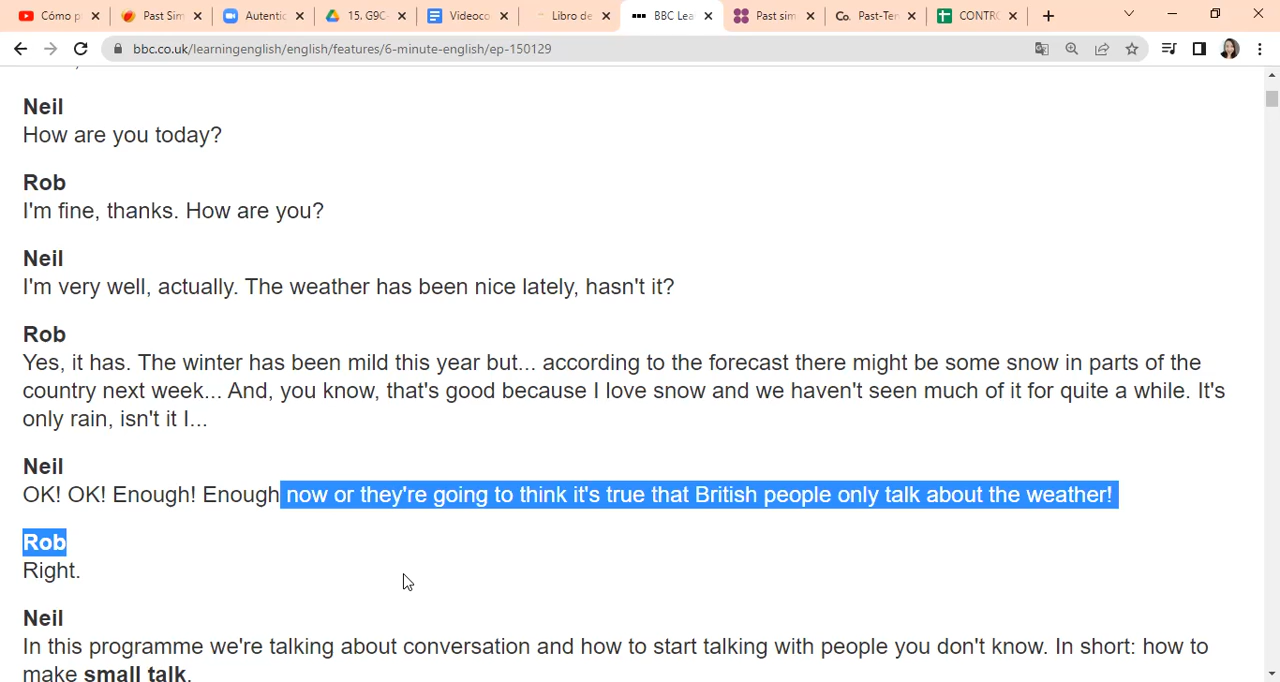 Cómo p
Past Sim
Autentic
15. G9C
Videoco
Libro de
BBC Lea
Past sim
Co. Past-Ten
CONTRO
bbc.co.uk/learningenglish/english/features/6-minute-english/ep-150129
Neil
How are you today?
Rob
I'm fine, thanks. How are you?
Neil
I'm very well, actually. The weather has been nice lately, hasn't it?
Rob
Yes, it has. The winter has been mild this year but... according to the forecast there might be some snow in parts of the
country next week... And, you know, that's good because I love snow and we haven't seen much of it for quite a while. It's
only rain, isn't it I...
Neil
OK! OK! Enough! Enough now or they're going to think it's true that British people only talk about the weather!
Rob
Right.
Neil
In this programme we're talking about conversation and how to start talking with people you don't know. In short: how to
make small talk.